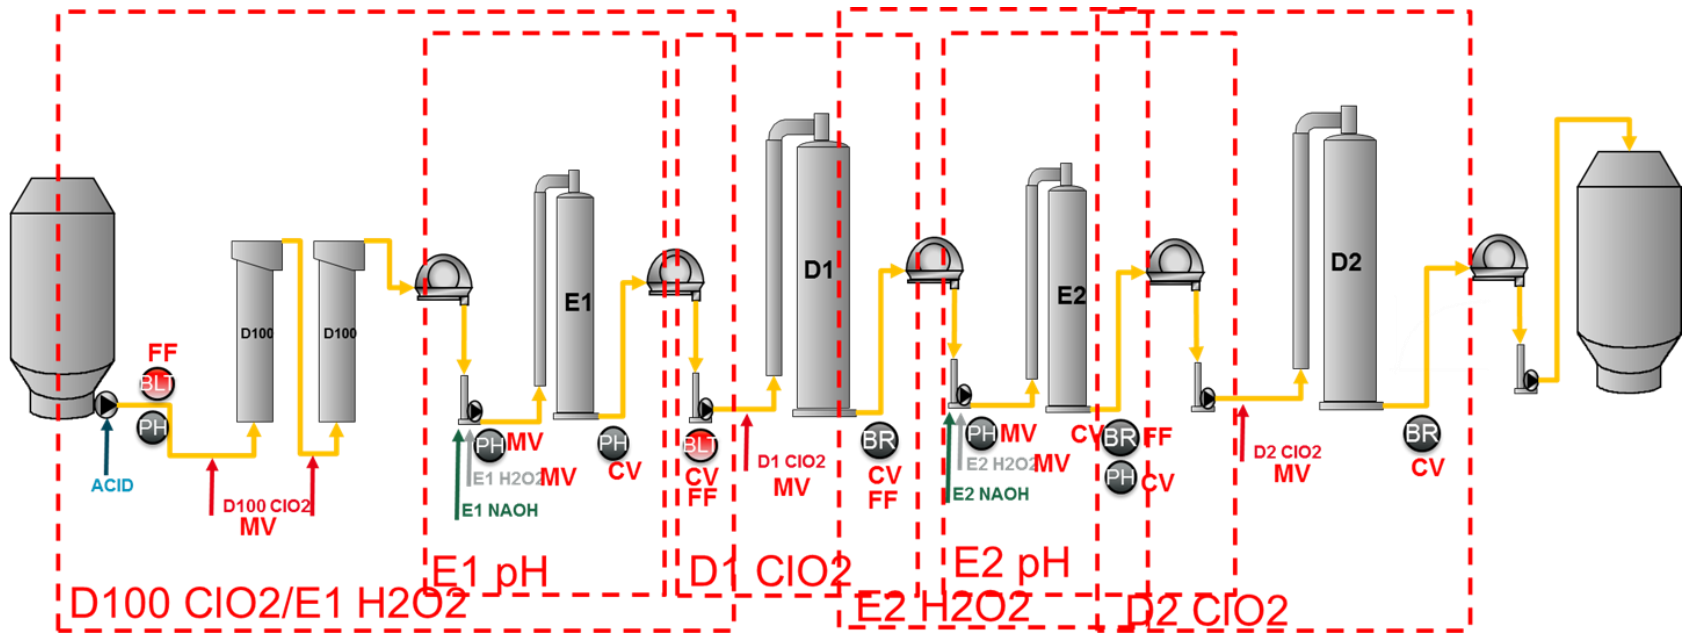 FF
BLT
PH
ACID
D100 ClO2
MV
D100
D100
E1
PH
MV
E1 H2O2
MV
E1 NAOH
PH
CV
BLT
CV
FF
D1 ClO2
MV
D1
BR
CV
FF
E2
PH
MV
E2 H2O2
MV
E2 NAOH
CV
BR
FF
PH
CV
D2 ClO2
MV
D2
BR
CV
E1 pH
D1 ClO2
E2 pH
D100 ClO2/E1 H2O2
E2 H2O2
D2 ClO2